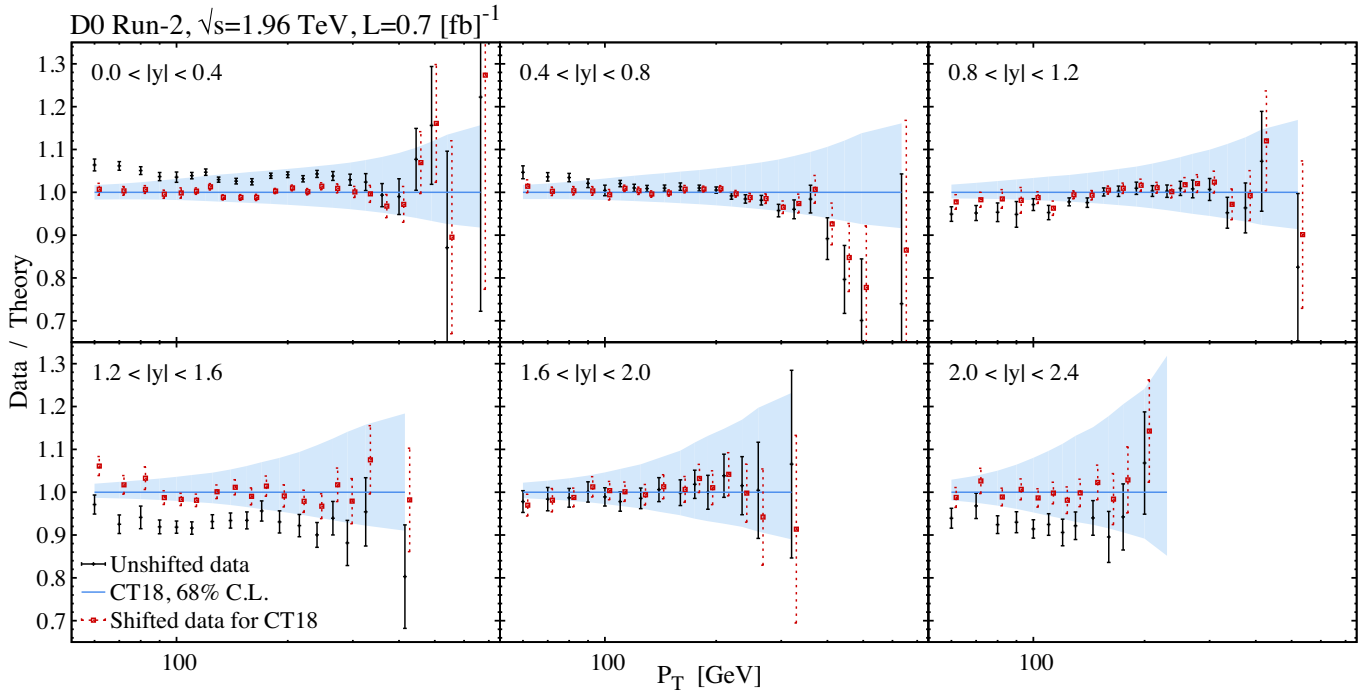 D0 Run-2, √s=1.96 TeV, L=0.7 [fb]⁻¹
0.0 < |y| < 0.4
0.4 < |y| < 0.8
0.8 < |y| < 1.2
1.3
1.2
1.1
1.0
0.9
0.8
0.7
Data / Theory
1.2 < |y| < 1.6
1.6 < |y| < 2.0
2.0 < |y| < 2.4
1.3
1.2
1.1
1.0
0.9
0.8
0.7
Unshifted data
CT18, 68% C.L.
Shifted data for CT18
100
100
100
P_T [GeV]